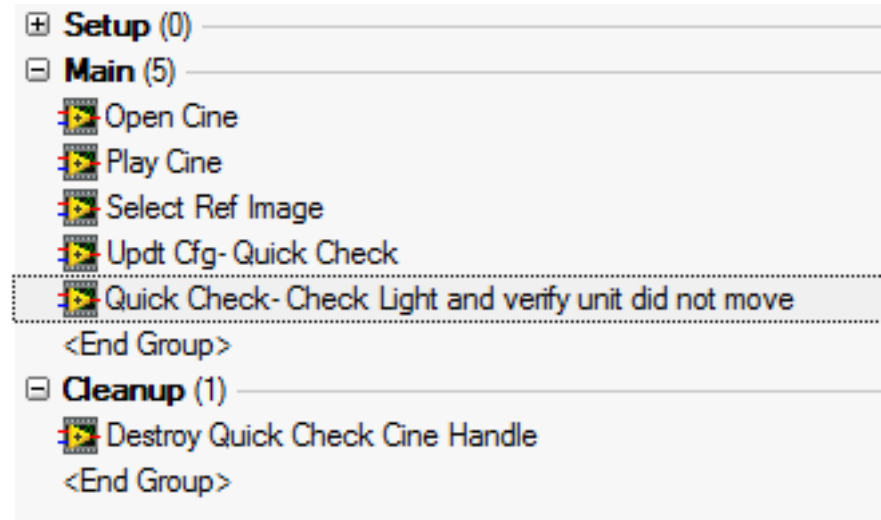 Setup (0)
Main (5)
Open Cine
Play Cine
Select Ref Image
Updt Cfg- Quick Check
Quick Check- Check Light and verify unit did not move
<End Group>
Cleanup (1)
Destroy Quick Check Cine Handle
<End Group>